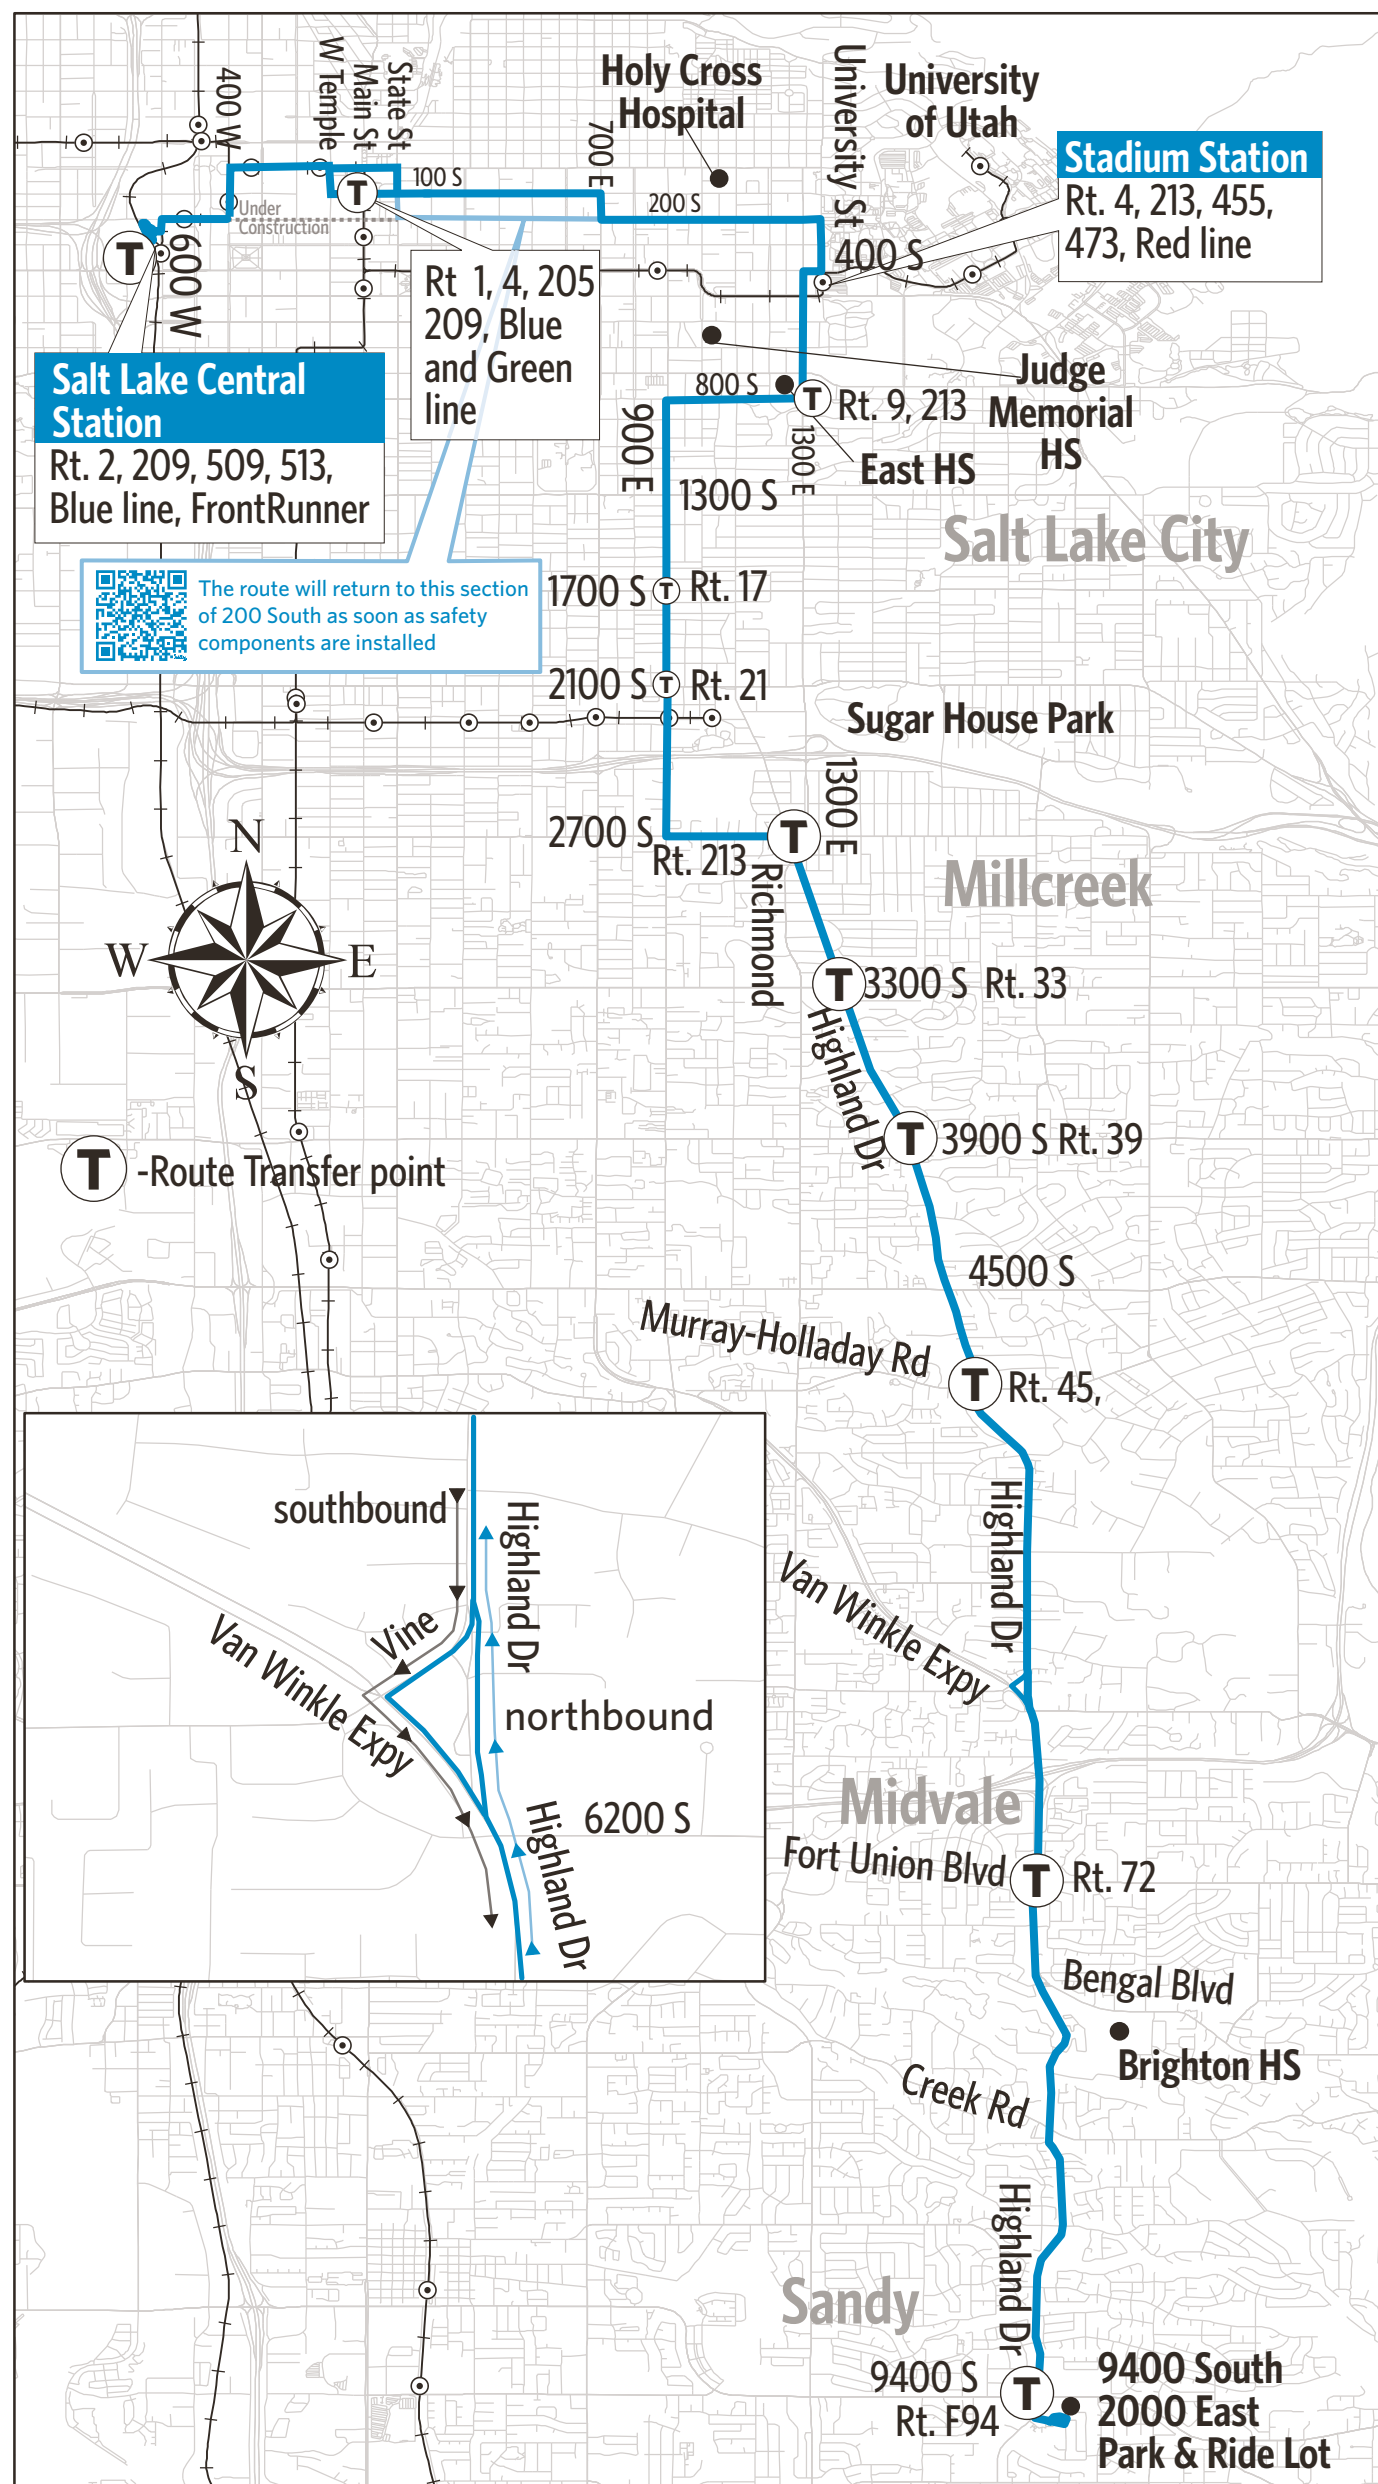 400 W
W Temple
Main St
State St
Holy Cross
Hospital
700 E
University St
University
of Utah
Stadium Station
Rt. 4, 213, 455,
473, Red line
100 S
200 S
Under
Construction
T
T
600 W
400 S
Rt 1, 4, 205
209, Blue
and Green
line
Salt Lake Central
Station
Rt. 2, 209, 509, 513,
Blue line, FrontRunner
Judge
Memorial
HS
800 S
T
Rt. 9, 213
900 E
1300 E
East HS
1300 S
Salt Lake City
The route will return to this section
of 200 South as soon as safety
components are installed
1700 S
T
Rt. 17
2100 S
T
Rt. 21
Sugar House Park
1300 E
2700 S
T
Rt. 213
Richmond
Millcreek
N
W
E
S
T
3300 S Rt. 33
Highland Dr
T
3900 S Rt. 39
T
-Route Transfer point
4500 S
Murray-Holladay Rd
T
Rt. 45,
southbound
Highland Dr
Vine
Van Winkle Expy
northbound
6200 S
Highland Dr
Highland Dr
Van Winkle Expy
Midvale
Fort Union Blvd
T
Rt. 72
Bengal Blvd
Brighton HS
Creek Rd
Highland Dr
Sandy
9400 S
Rt. F94
T
9400 South
2000 East
Park & Ride Lot